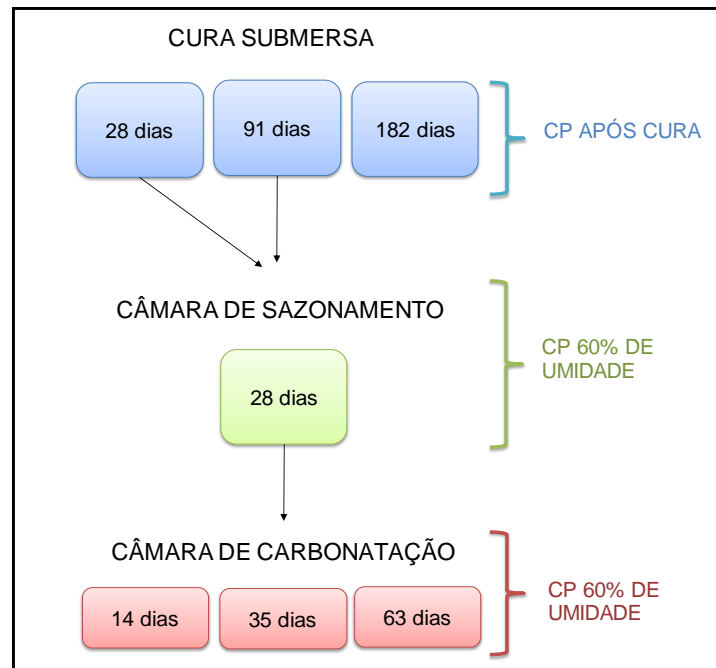 CURA SUBMERSA
28 dias
91 dias
182 dias
CP APÓS CURA
CÂMARA DE SAZONAMENTO
28 dias
CP 60% DE
UMIDADE
CÂMARA DE CARBONATAÇÃO
14 dias
35 dias
63 dias
CP 60% DE
UMIDADE